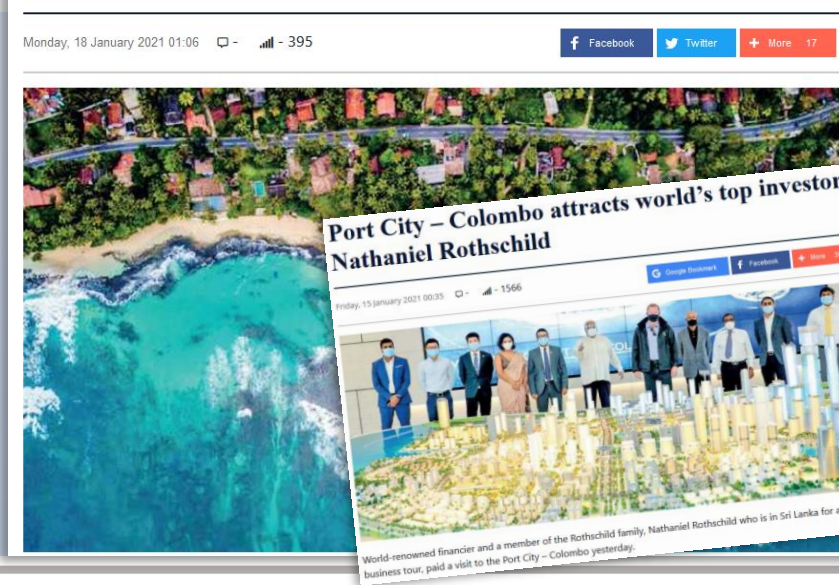 Monday, 18 January 2021 01:06 - - 395
Facebook Twitter + More 17
Port City – Colombo attracts world's top investor
Nathaniel Rothschild
Friday, 15 January 2021 00:35 - - 1566
G Google Bookmark Facebook + More
World-renowned financier and a member of the Rothschild family, Nathaniel Rothschild who is in Sri Lanka for a
business tour, paid a visit to the Port City – Colombo yesterday.